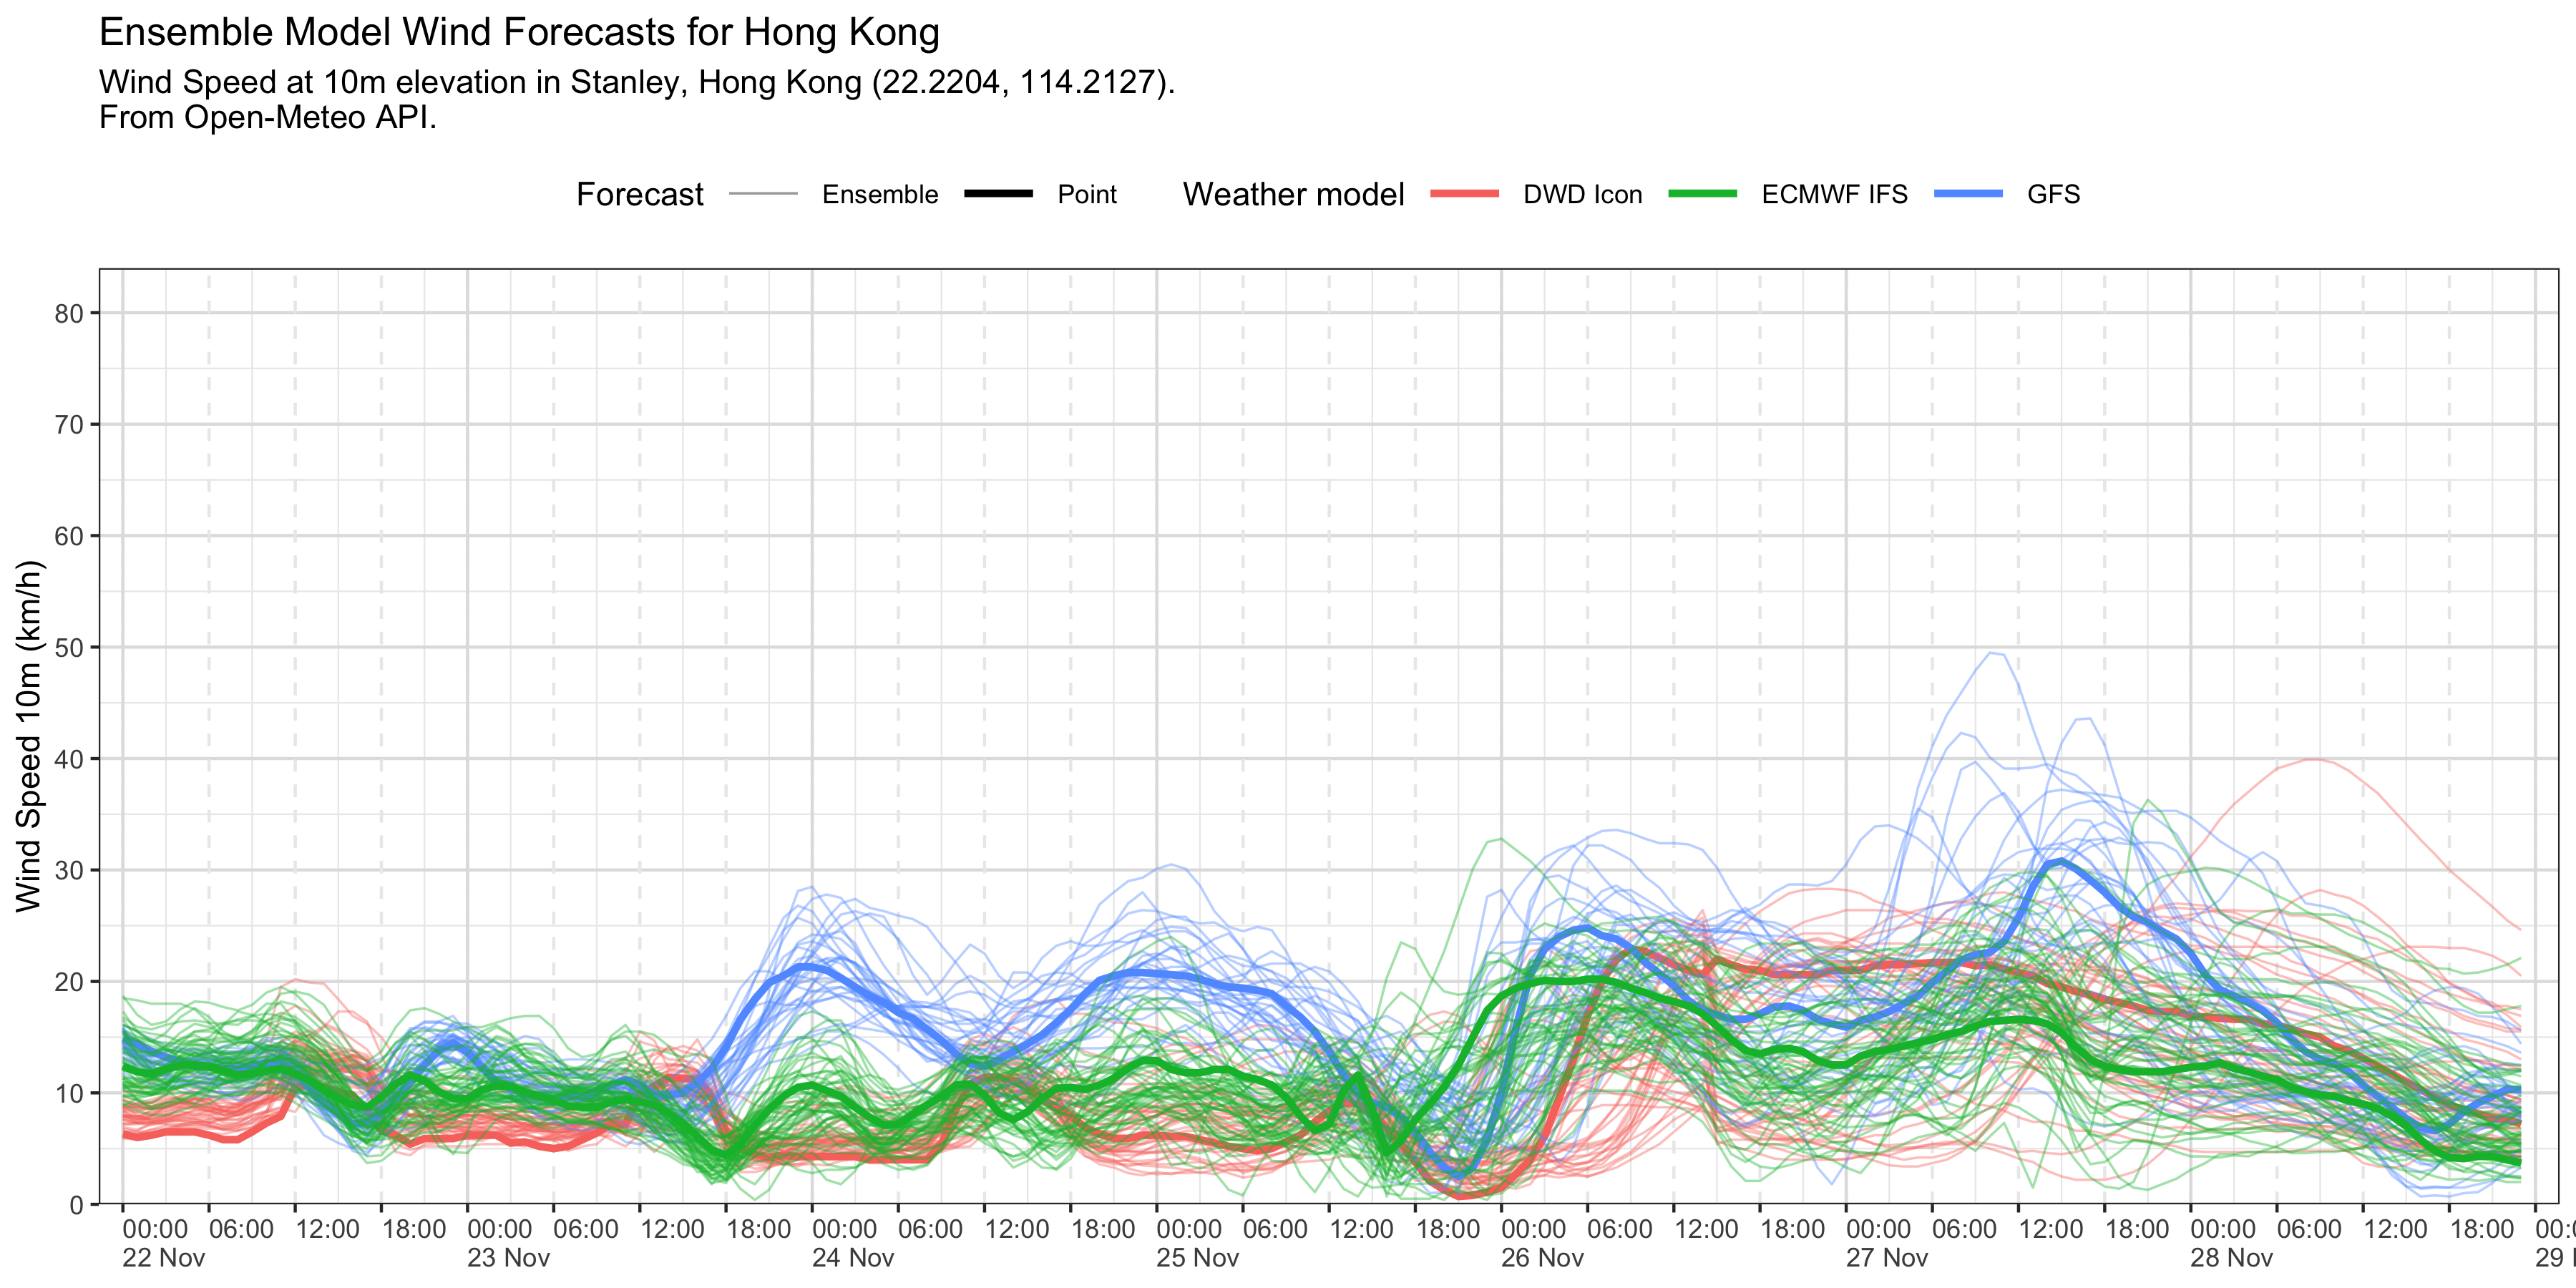 Ensemble Model Wind Forecasts for Hong Kong
Wind Speed at 10m elevation in Stanley, Hong Kong (22.2204, 114.2127).
From Open-Meteo API.
Forecast Ensemble Point Weather model DWD Icon ECMWF IFS GFS
Wind Speed 10m (km/h)
80
70
60
50
40
30
20
10
0
00:00 06:00 12:00 18:00 00:00 06:00 12:00 18:00 00:00 06:00 12:00 18:00 00:00 06:00 12:00 18:00 00:00 06:00 12:00 18:00 00:00 06:00 12:00 18:00 00:00 06:00 12:00 18:00 00:0
22 Nov 23 Nov 24 Nov 25 Nov 26 Nov 27 Nov 28 Nov 29